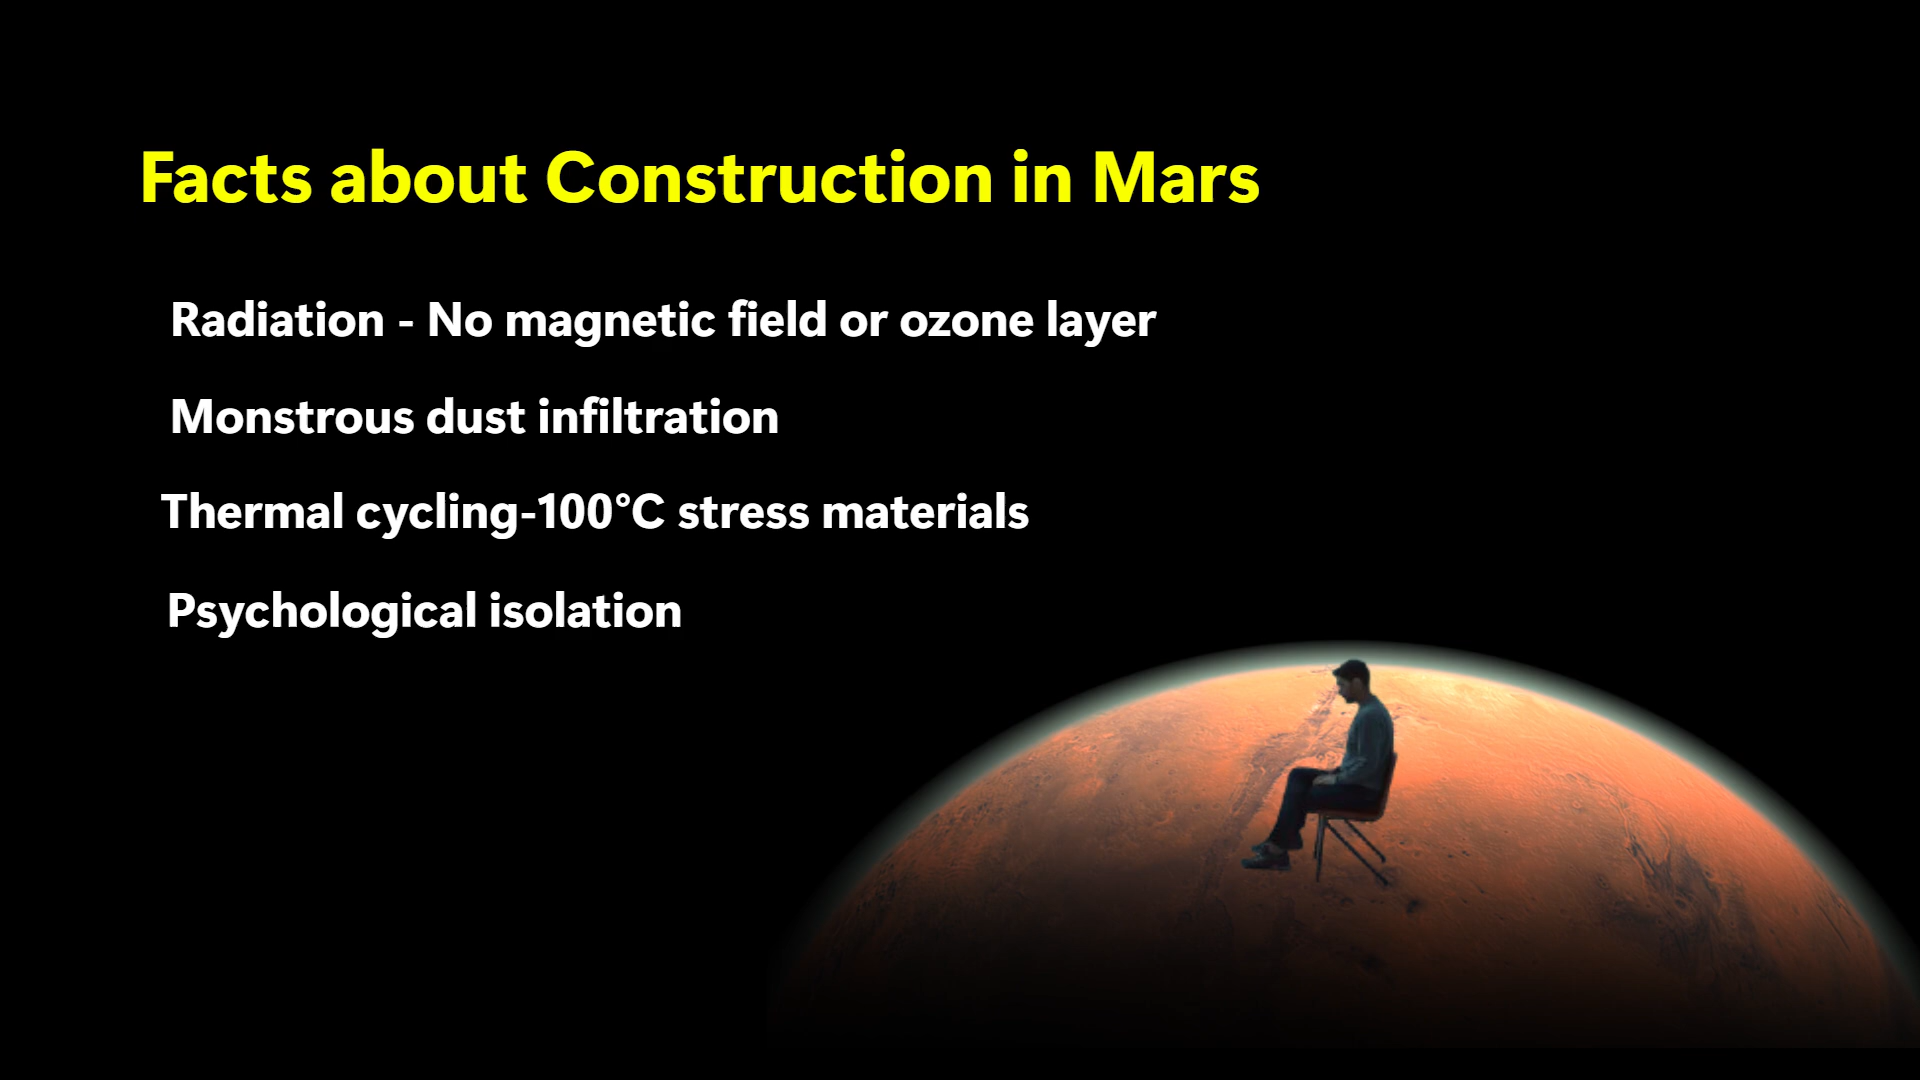 Facts about Construction in Mars
Radiation - No magnetic field or ozone layer
Monstrous dust infiltration
Thermal cycling-100°C stress materials
Psychological isolation